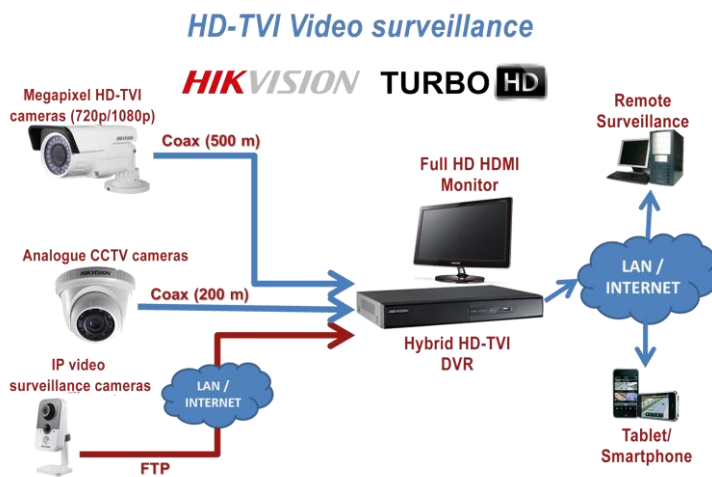 HD-TVI Video surveillance
HIKVISION TURBO HD
Megapixel HD-TVI
cameras (720p/1080p)
Coax (500 m)
Full HD HDMI
Monitor
Remote
Surveillance
Analogue CCTV cameras
HIKVISION
Coax (200 m)
LAN /
INTERNET
Hybrid HD-TVI
DVR
IP video
surveillance cameras
LAN /
INTERNET
FTP
Tablet/
Smartphone